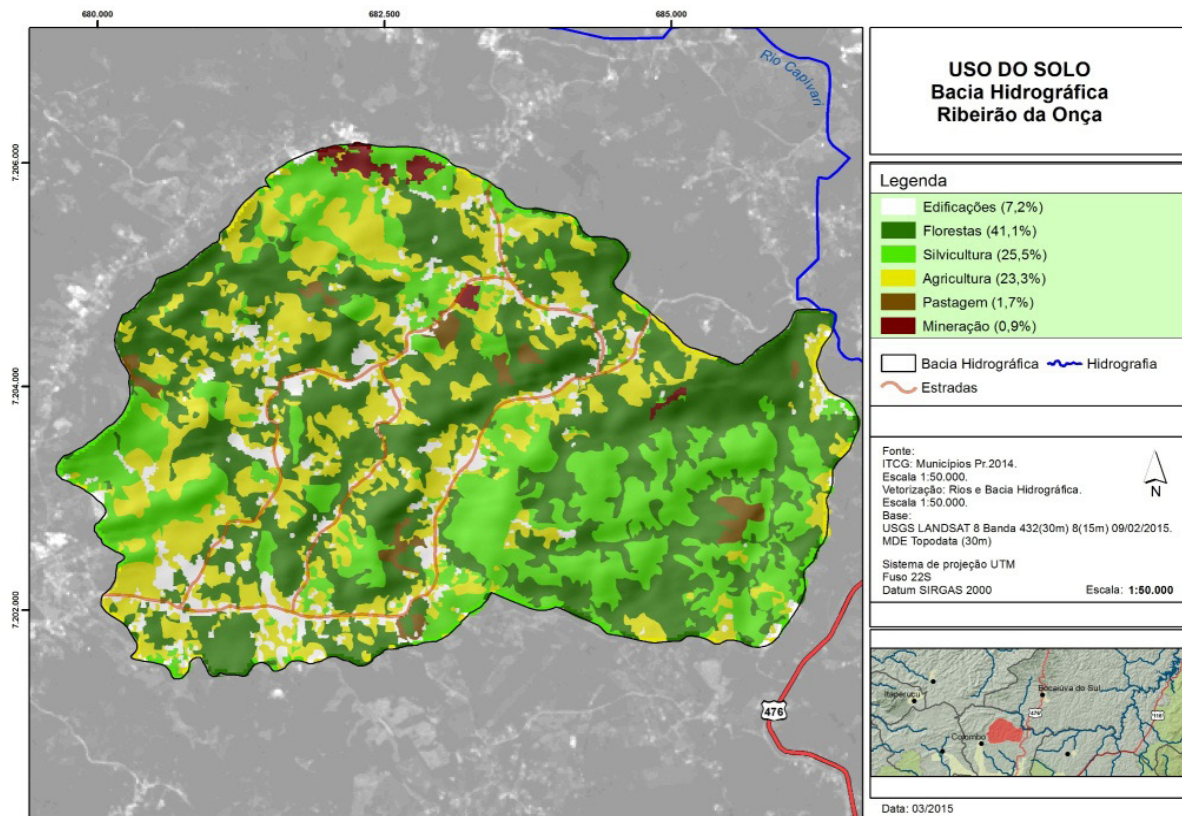 680.000
682.500
685.000
7.206.000
7.204.000
7.202.000
Rio Capivari
476
USO DO SOLO
Bacia Hidrográfica
Ribeirão da Onça
Legenda
Edificações (7,2%)
Florestas (41,1%)
Silvicultura (25,5%)
Agricultura (23,3%)
Pastagem (1,7%)
Mineração (0,9%)
Bacia Hidrográfica
Hidrografia
Estradas
Fonte:
ITCG: Municípios Pr.2014.
Escala 1:50.000.
Vetorização: Rios e Bacia Hidrográfica.
Escala 1:50.000.
Base:
USGS LANDSAT 8 Banda 432(30m) 8(15m) 09/02/2015.
MDE Topodata (30m)
N
Sistema de projeção UTM
Fuso 22S
Datum SIRGAS 2000
Escala: 1:50.000
Itaperuçu
Bocaiúva do Sul
Colombo
Data: 03/2015